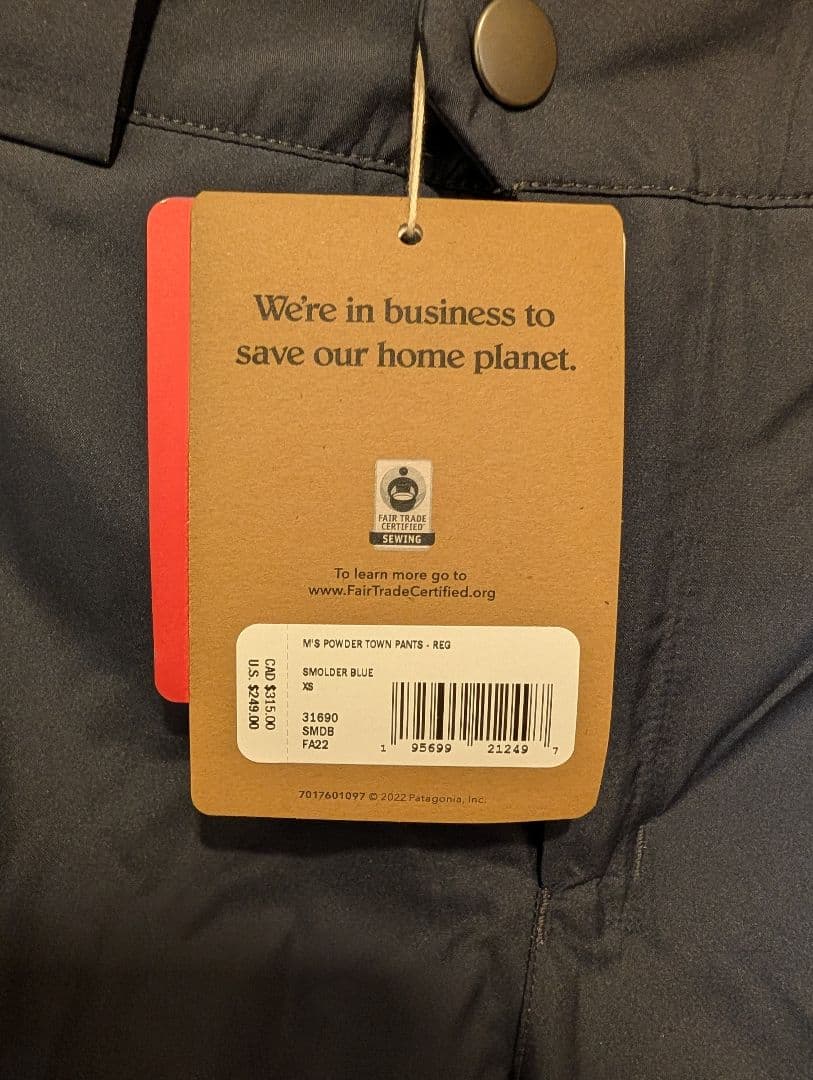 We're in business to
save our home planet.
FAIR TRADE
CERTIFIED™
SEWING
To learn more go to
www.FairTradeCertified.org
M'S POWDER TOWN PANTS - REG
SMOLDER BLUE
XS
31690
SMDB
FA22
CAD $315.00
U.S. $249.00
1 95699 21249 7
7017601097 © 2022 Patagonia, Inc.